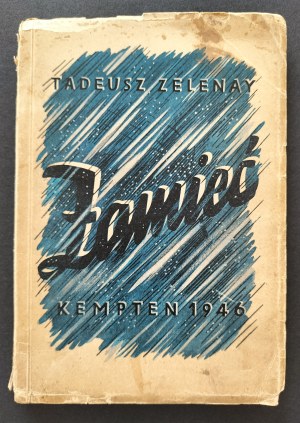 TADEUSZ ZELENAY
Zamieć
KEMPTEN 1946